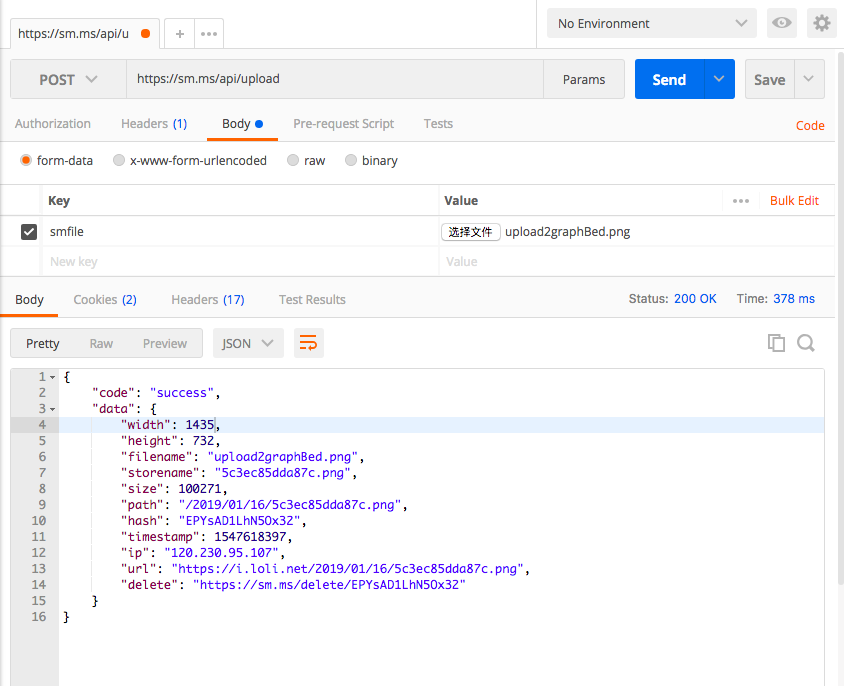 https://sm.ms/api/u
+
•••
No Environment
POST
https://sm.ms/api/upload
Params
Send
Save
Authorization
Headers (1)
Body
Pre-request Script
Tests
Code
form-data
x-www-form-urlencoded
raw
binary
Key
Value
•••
Bulk Edit
smfile
选择文件 upload2graphBed.png
New key
Value
Body
Cookies (2)
Headers (17)
Test Results
Status: 200 OK
Time: 378 ms
Pretty
Raw
Preview
JSON
1 {
2 "code": "success",
3 "data": {
4 "width": 1435,
5 "height": 732,
6 "filename": "upload2graphBed.png",
7 "storename": "5c3ec85dda87c.png",
8 "size": 100271,
9 "path": "/2019/01/16/5c3ec85dda87c.png",
10 "hash": "EPYsAD1LhN5Ox32",
11 "timestamp": 1547618397,
12 "ip": "120.230.95.107",
13 "url": "https://i.loli.net/2019/01/16/5c3ec85dda87c.png",
14 "delete": "https://sm.ms/delete/EPYsAD1LhN5Ox32"
15 }
16 }